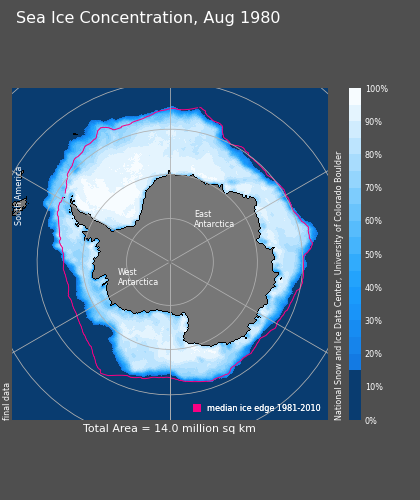 Sea Ice Concentration, Aug 1980
South America
East
Antarctica
West
Antarctica
median ice edge 1981-2010
final data
Total Area = 14.0 million sq km
National Snow and Ice Data Center, University of Colorado Boulder
100%
90%
80%
70%
60%
50%
40%
30%
20%
10%
0%